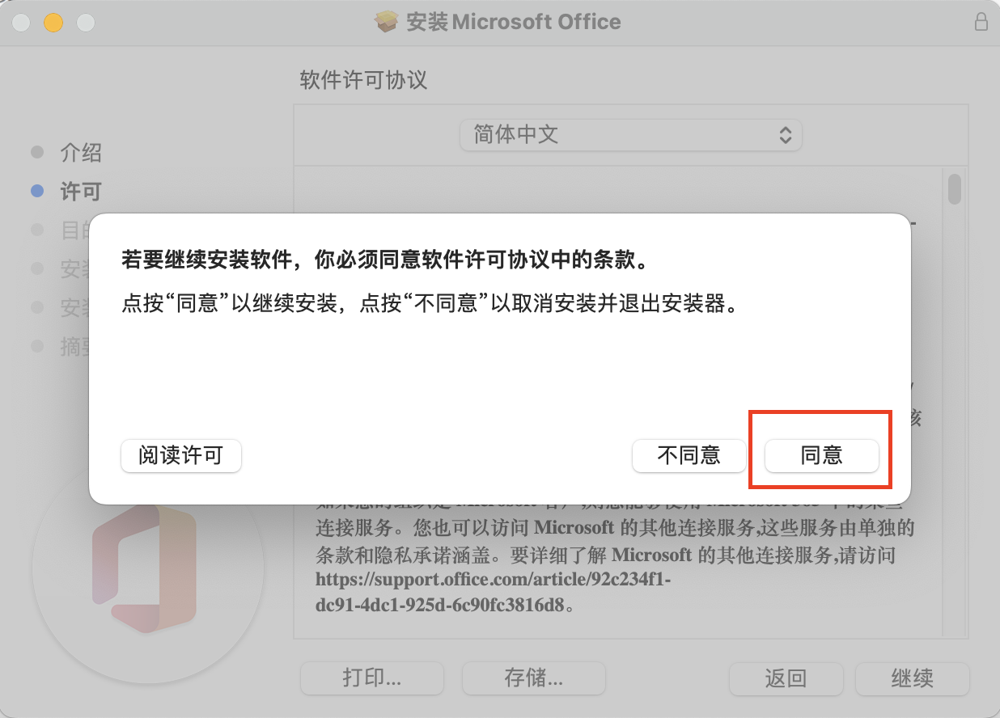 安装 Microsoft Office
软件许可协议
简体中文
介绍
许可
目
安装
安装
摘要
若要继续安装软件，你必须同意软件许可协议中的条款。
点按“同意”以继续安装，点按“不同意”以取消安装并退出安装器。
阅读许可
不同意
同意
连接服务。您也可以访问 Microsoft 的其他连接服务,这些服务由单独的
条款和隐私承诺涵盖。要详细了解 Microsoft 的其他连接服务,请访问
https://support.office.com/article/92c234f1-
dc91-4dc1-925d-6c90fc3816d8。
打印...
存储...
返回
继续